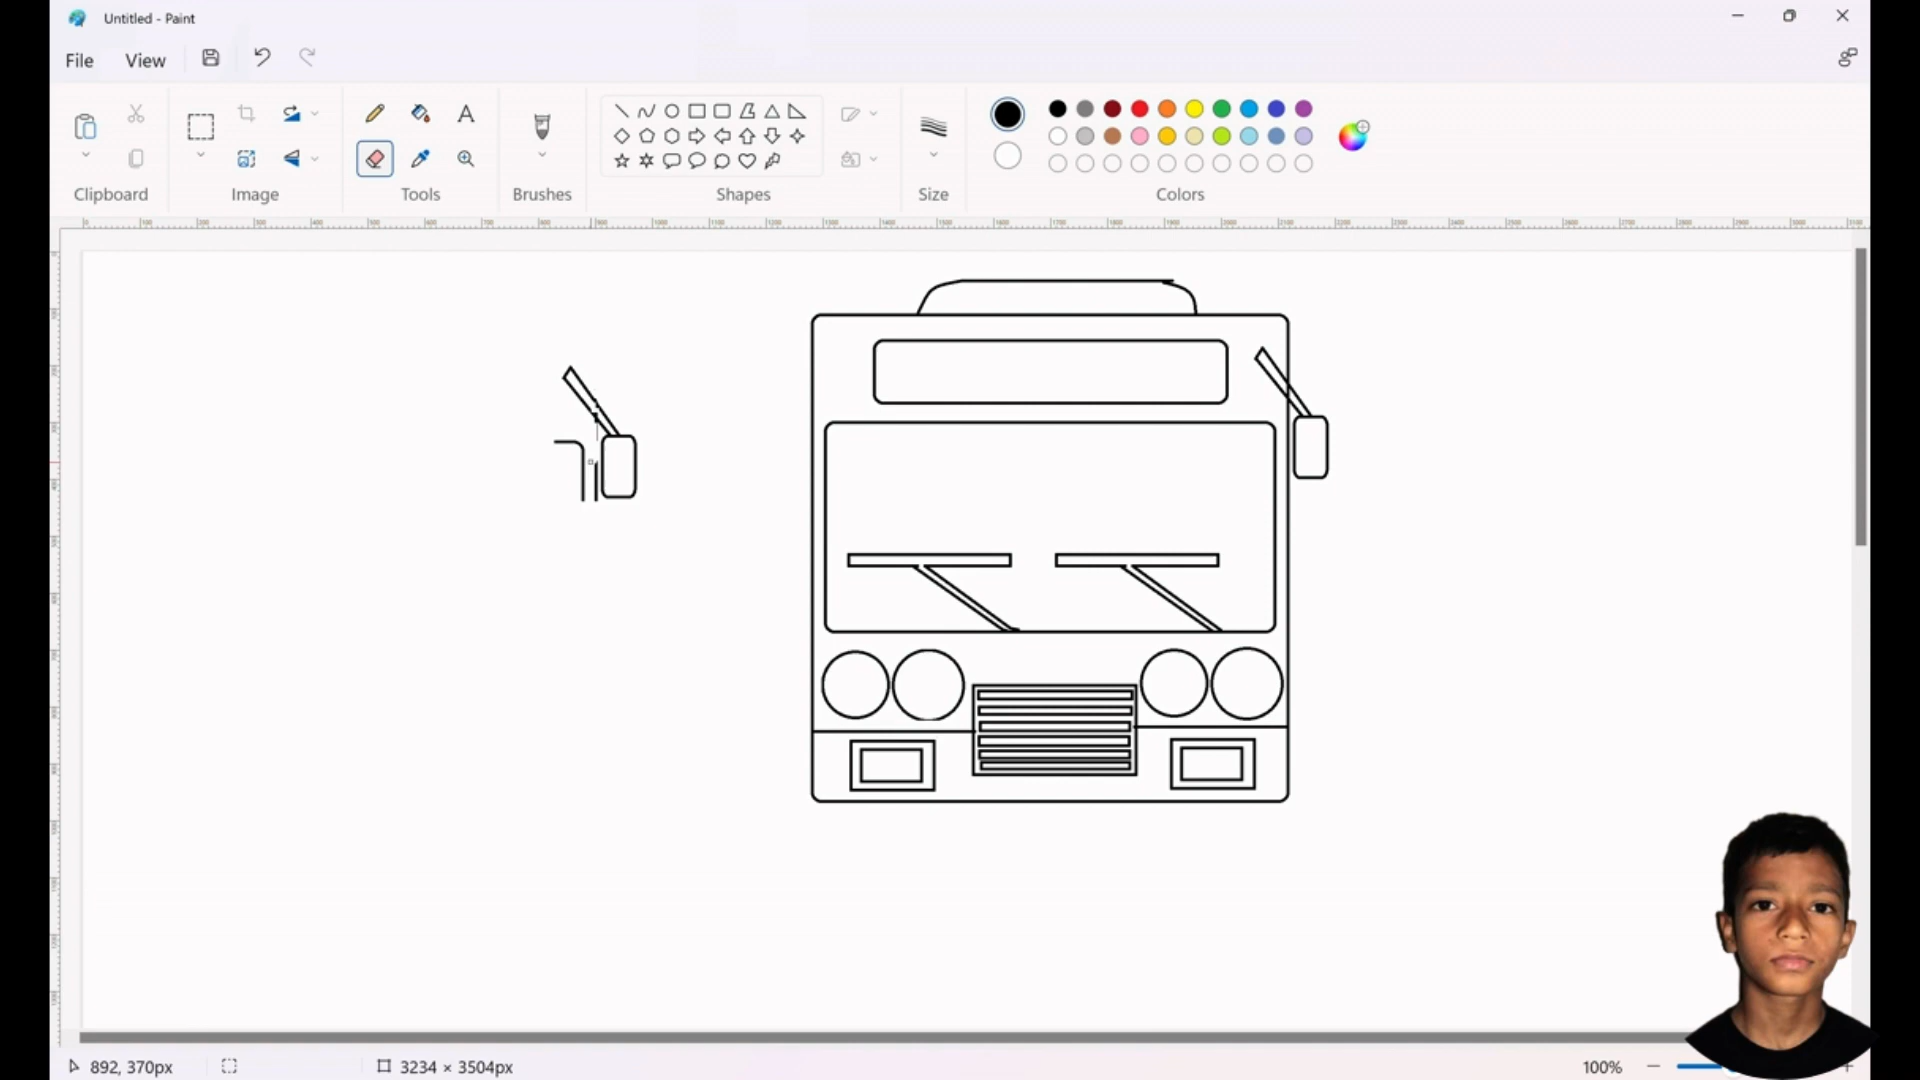 Untitled - Paint
File View
Clipboard Image Tools Brushes Shapes Size Colors
892, 370px 3234 × 3504px 100%